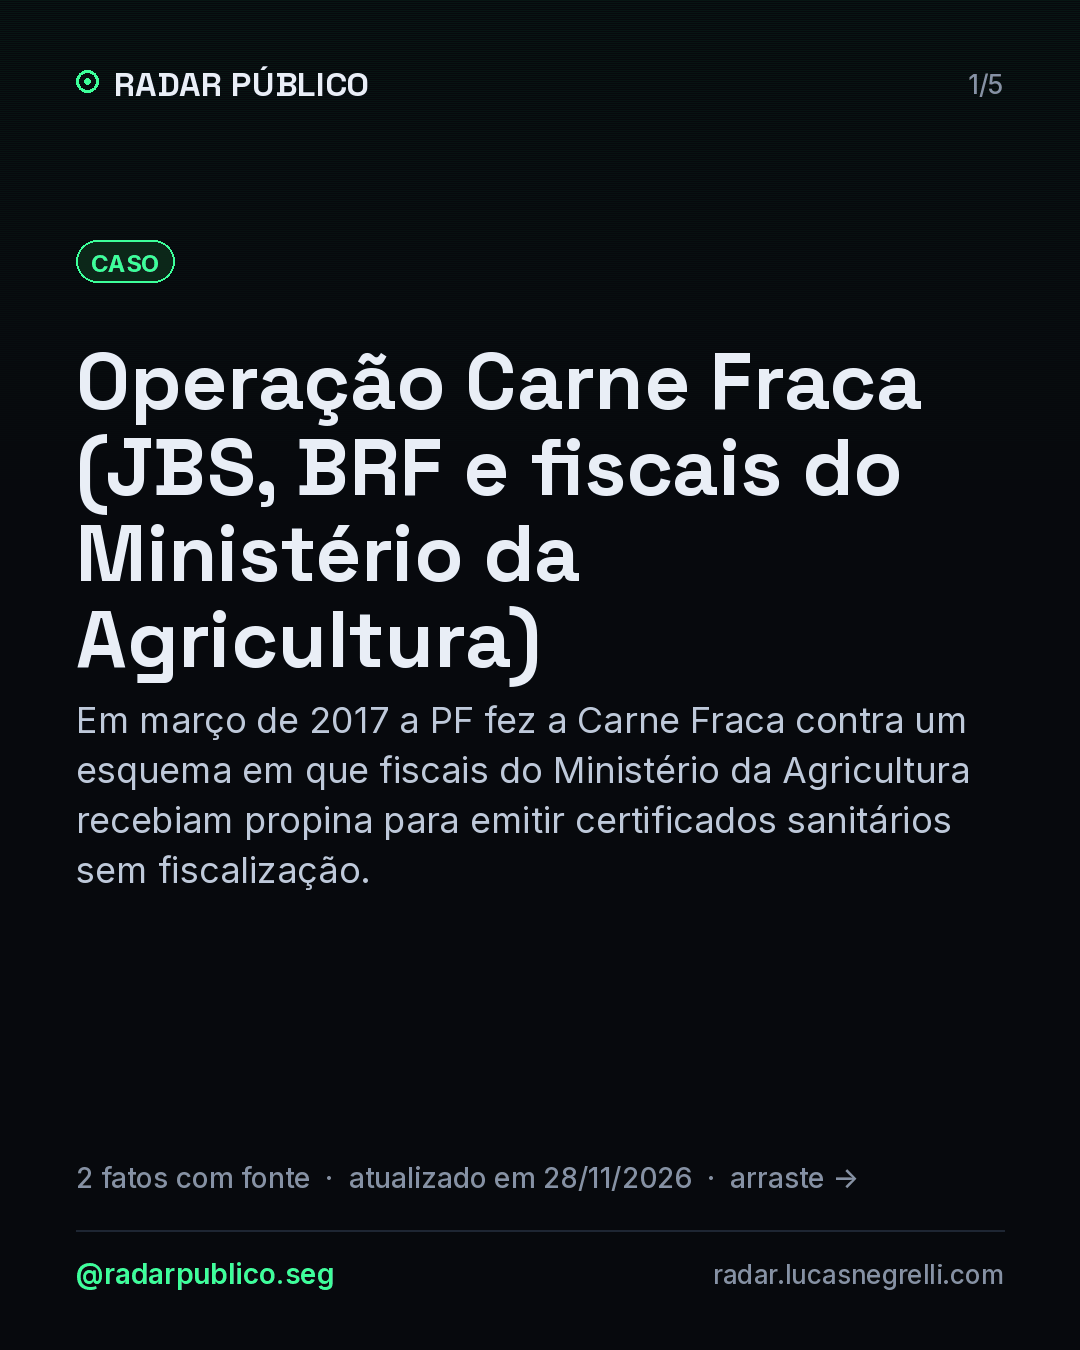 RADAR PÚBLICO
1/5
CASO
Operação Carne Fraca
(JBS, BRF e fiscais do
Ministério da
Agricultura)
Em março de 2017 a PF fez a Carne Fraca contra um
esquema em que fiscais do Ministério da Agricultura
recebiam propina para emitir certificados sanitários
sem fiscalização.
2 fatos com fonte · atualizado em 28/11/2026 · arraste →
@radarpublico.seg
radar.lucasnegrelli.com